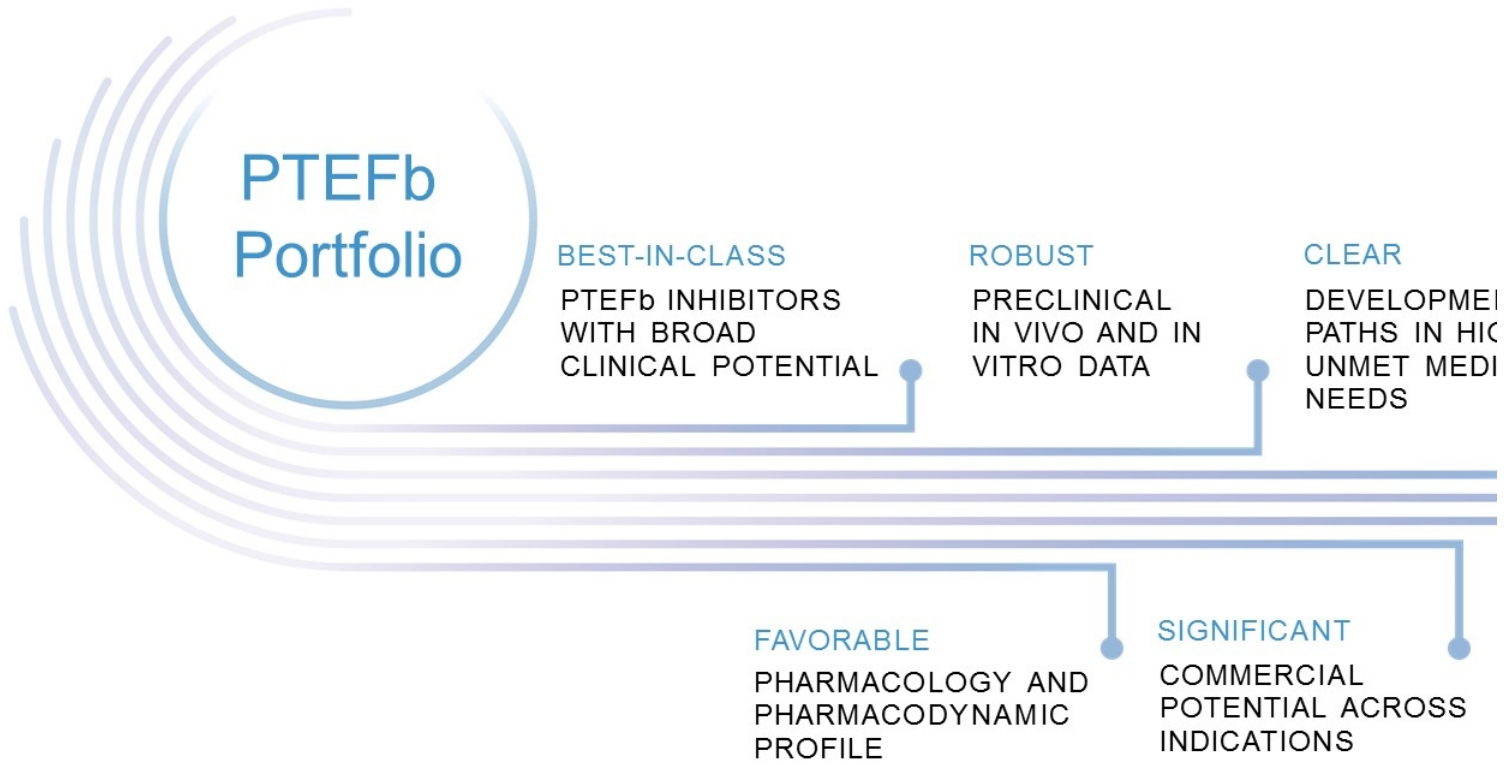 PTEFb
Portfolio
BEST-IN-CLASS
PTEFb INHIBITORS
WITH BROAD
CLINICAL POTENTIAL
ROBUST
PRECLINICAL
IN VIVO AND IN
VITRO DATA
CLEAR
PATHS IN
UNMET
NEEDS
FAVORABLE
PHARMACOLOGY AND
PHARMACODYNAMIC
PROFILE
SIGNIFICANT
COMMERCIAL
POTENTIAL ACROSS
INDICATIONS